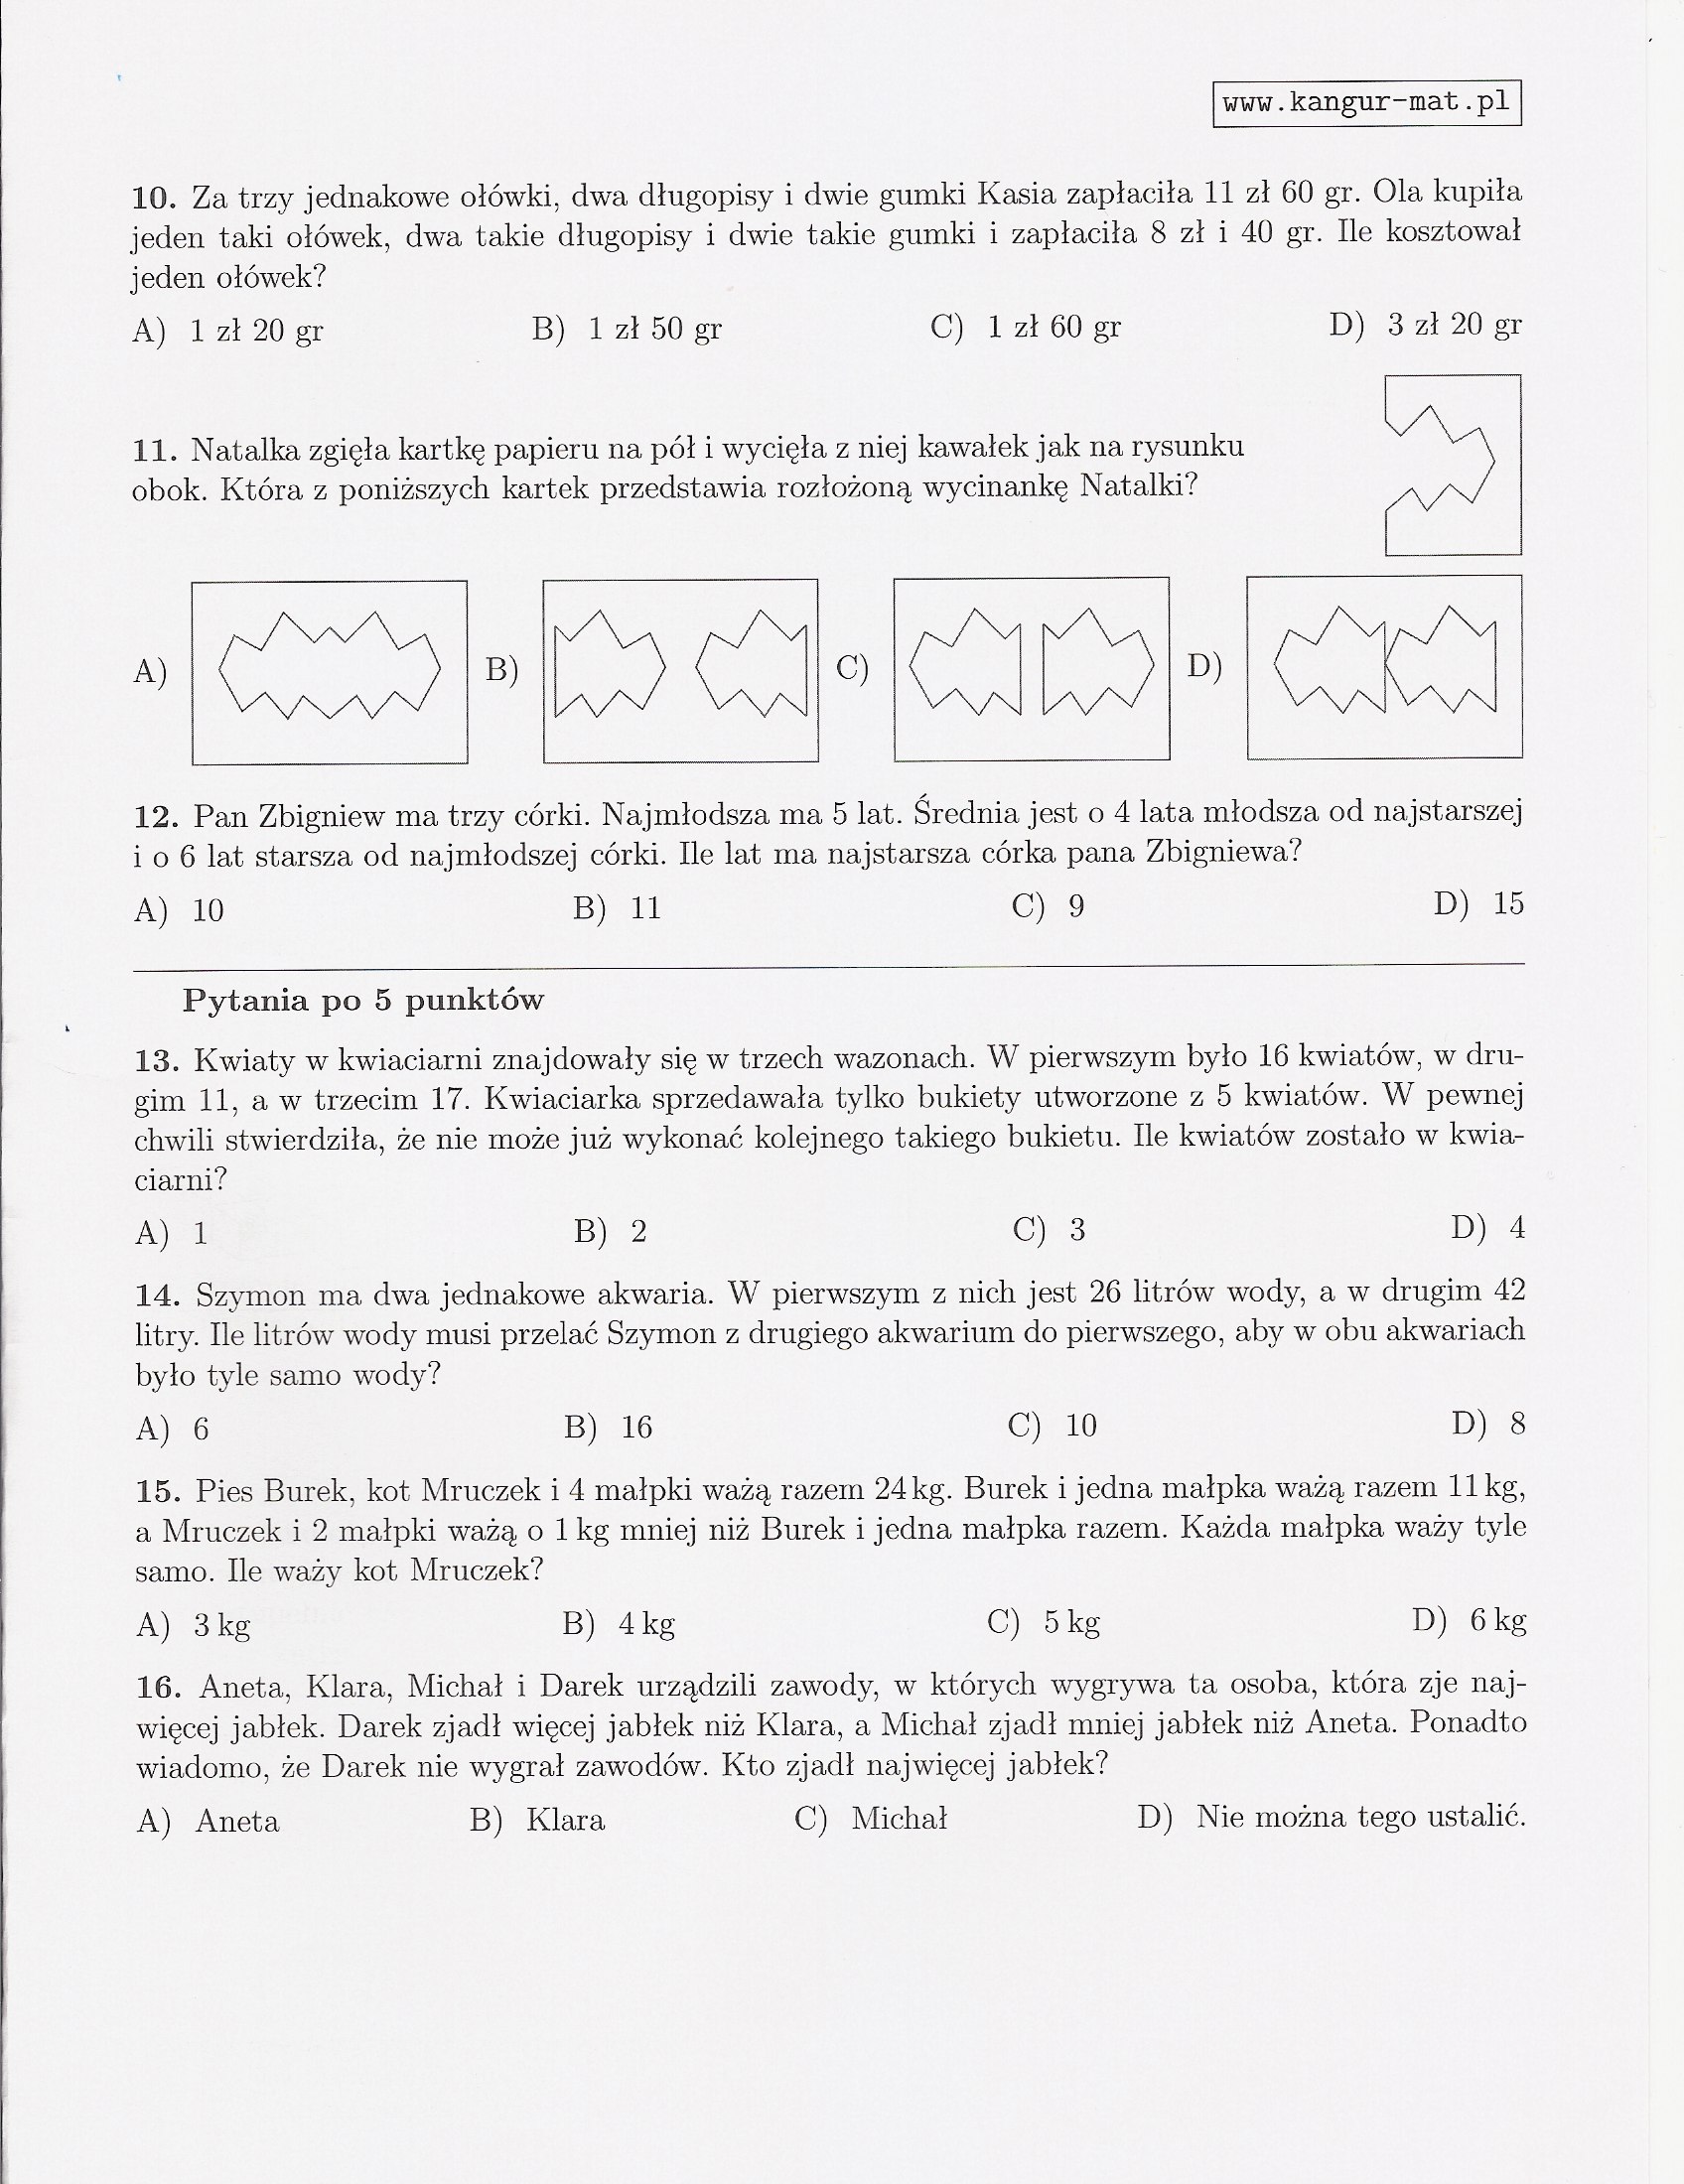 www.kangur-mat.pl
10. Za trzy jednakowe ołówki, dwa długopisy i dwie gumki Kasia zapłaciła 11 zł 60 gr. Ola kupiła
jeden taki ołówek, dwa takie długopisy i dwie takie gumki i zapłaciła 8 zł i 40 gr. Ile kosztował
jeden ołówek?
A) 1 zł 20 gr B) 1 zł 50 gr C) 1 zł 60 gr D) 3 zł 20 gr
11. Natalka zgięła kartkę papieru na pół i wycięła z niej kawałek jak na rysunku
obok. Która z poniższych kartek przedstawia rozłożoną wycinankę Natalki?
A) B) C) D)
12. Pan Zbigniew ma trzy córki. Najmłodsza ma 5 lat. Średnia jest o 4 lata młodsza od najstarszej
i o 6 lat starsza od najmłodszej córki. Ile lat ma najstarsza córka pana Zbigniewa?
A) 10 B) 11 C) 9 D) 15
Pytania po 5 punktów
13. Kwiaty w kwiaciarni znajdowały się w trzech wazonach. W pierwszym było 16 kwiatów, w dru-
gim 11, a w trzecim 17. Kwiaciarka sprzedawała tylko bukiety utworzone z 5 kwiatów. W pewnej
chwili stwierdziła, że nie może już wykonać kolejnego takiego bukietu. Ile kwiatów zostało w kwia-
ciarni?
A) 1 B) 2 C) 3 D) 4
14. Szymon ma dwa jednakowe akwaria. W pierwszym z nich jest 26 litrów wody, a w drugim 42
litry. Ile litrów wody musi przelać Szymon z drugiego akwarium do pierwszego, aby w obu akwariach
było tyle samo wody?
A) 6 B) 16 C) 10 D) 8
15. Pies Burek, kot Mruczek i 4 małpki ważą razem 24 kg. Burek i jedna małpka ważą razem 11 kg,
a Mruczek i 2 małpki ważą o 1 kg mniej niż Burek i jedna małpka razem. Każda małpka waży tyle
samo. Ile waży kot Mruczek?
A) 3 kg B) 4 kg C) 5 kg D) 6 kg
16. Aneta, Klara, Michał i Darek urządzili zawody, w których wygrywa ta osoba, która zje naj-
więcej jabłek. Darek zjadł więcej jabłek niż Klara, a Michał zjadł mniej jabłek niż Aneta. Ponadto
wiadomo, że Darek nie wygrał zawodów. Kto zjadł najwięcej jabłek?
A) Aneta B) Klara C) Michał D) Nie można tego ustalić.